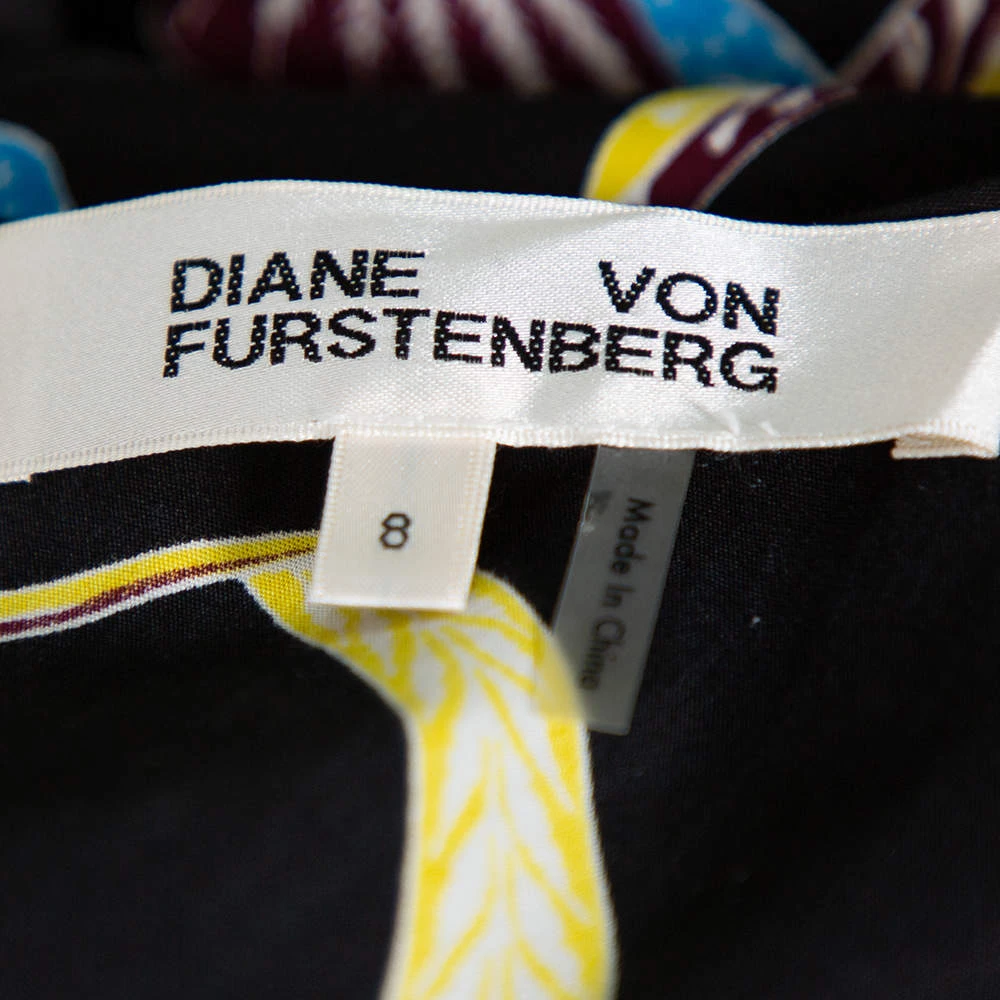 DIANE VON
FURSTENBERG
8
Made In China